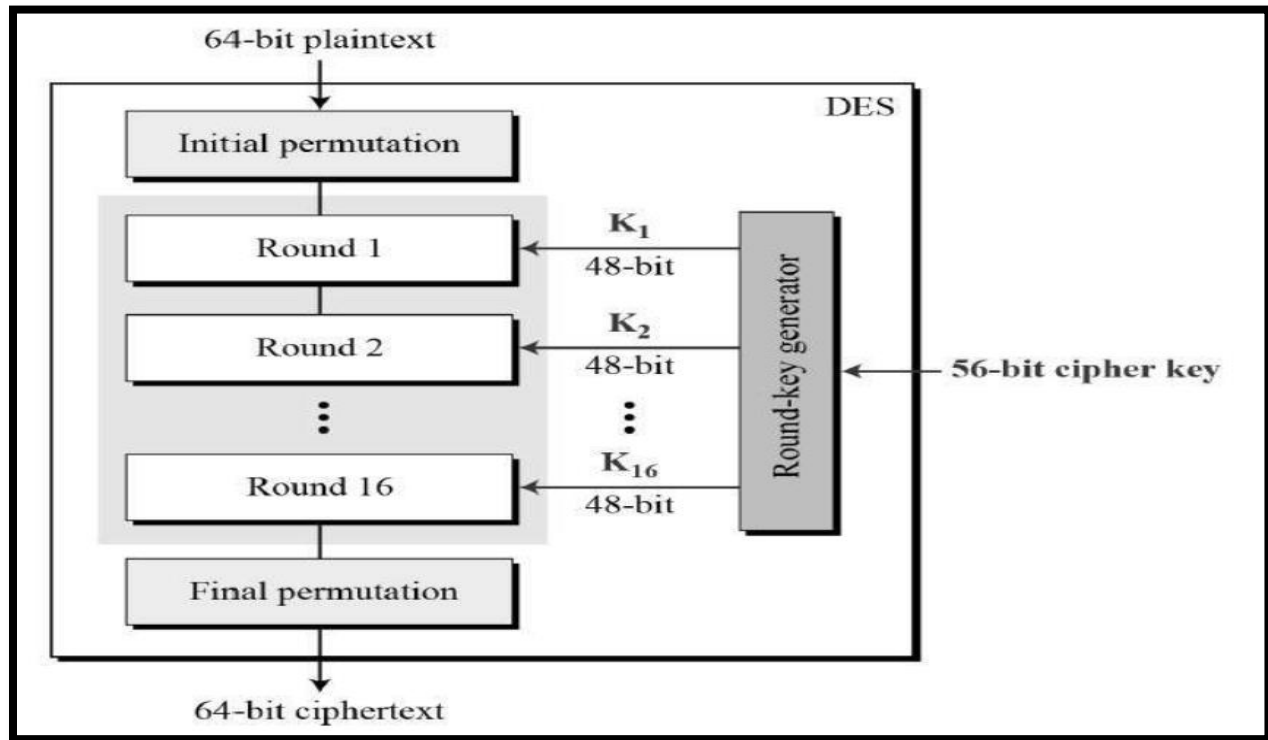 64-bit plaintext
DES
Initial permutation
K₁
Round 1
48-bit
K₂
Round 2
48-bit
Round-key generator
56-bit cipher key
K₁₆
Round 16
48-bit
Final permutation
64-bit ciphertext